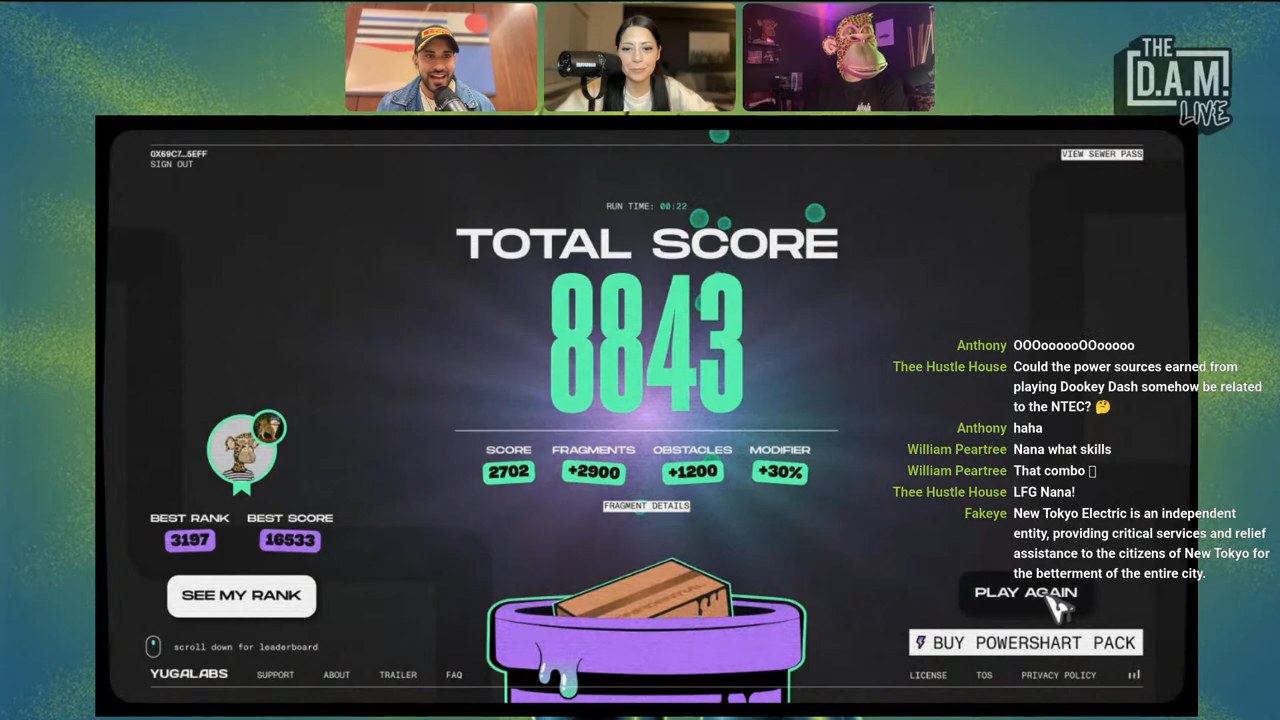 THE
D.A.M!
LIVE
0X69C7...5EFF
SIGN OUT
VIEW SEWER PASS
RUN TIME: 00:22
TOTAL SCORE
8843
SCORE FRAGMENTS OBSTACLES MODIFIER
2702 +2900 +1200 +30%
FRAGMENT DETAILS
BEST RANK BEST SCORE
3197 16533
SEE MY RANK
scroll down for leaderboard
YUGALABS SUPPORT ABOUT TRAILER FAQ
Anthony OOOoooooOOooooo
Thee Hustle House Could the power sources earned from
playing Dookey Dash somehow be related
to the NTEC? 🤔
Anthony haha
William Peartree Nana what skills
William Peartree That combo
Thee Hustle House LFG Nana!
Fakeye New Tokyo Electric is an independent
entity, providing critical services and relief
assistance to the citizens of New Tokyo for
the betterment of the entire city.
PLAY AGAIN
BUY POWERSHART PACK
LICENSE TOS PRIVACY POLICY